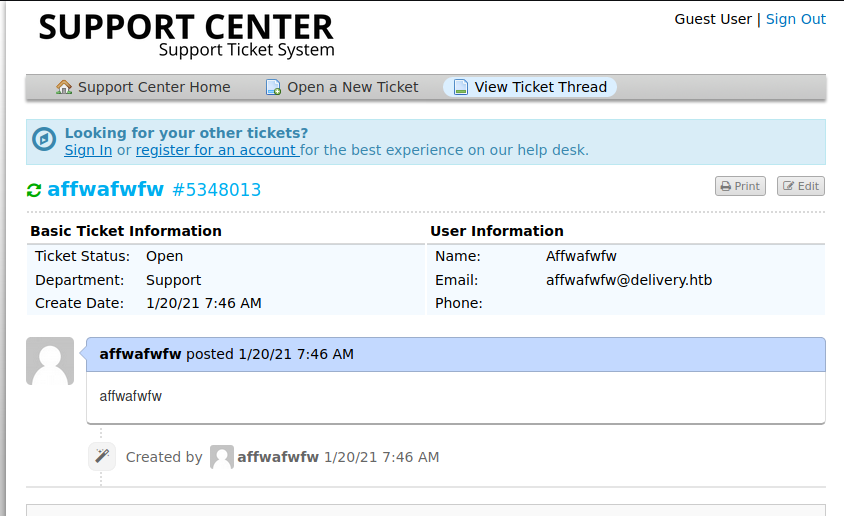 SUPPORT CENTER
Support Ticket System
Guest User | Sign Out
Support Center Home Open a New Ticket View Ticket Thread
Looking for your other tickets?
Sign In or register for an account for the best experience on our help desk.
affwafwfw #5348013 Print Edit
Basic Ticket Information
Ticket Status: Open
Department: Support
Create Date: 1/20/21 7:46 AM
User Information
Name: Affwafwfw
Email: affwafwfw@delivery.htb
Phone:
affwafwfw posted 1/20/21 7:46 AM
affwafwfw
Created by affwafwfw 1/20/21 7:46 AM